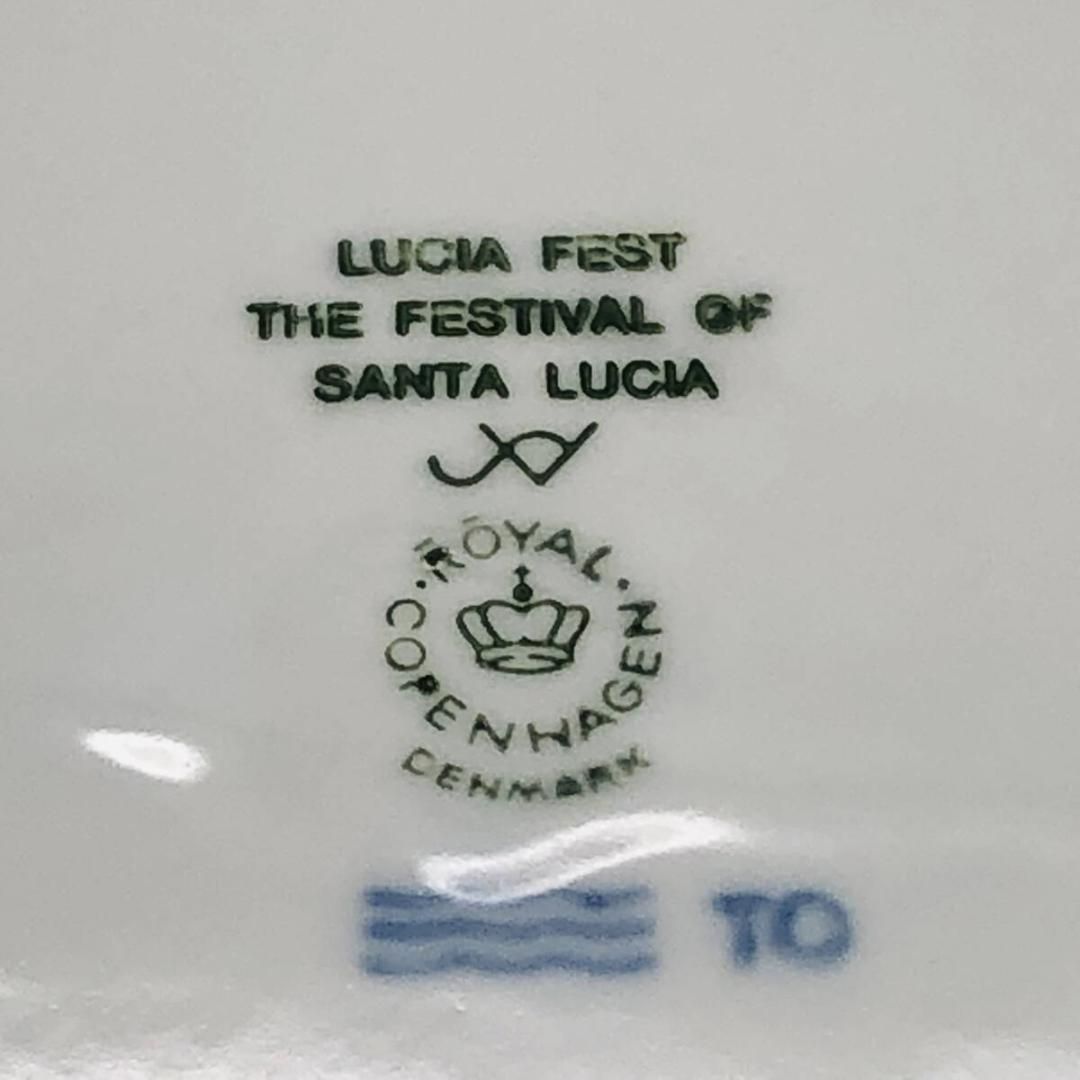 LUCIA FEST
THE FESTIVAL OF
SANTA LUCIA
ROYAL
COPENHAGEN
DENMARK
TO